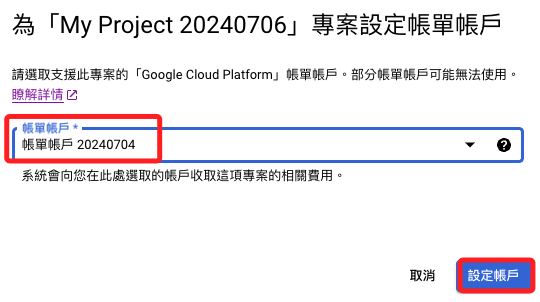 為「My Project 20240706」專案設定帳單帳戶
請選取支援此專案的「Google Cloud Platform」帳單帳戶。部分帳單帳戶可能無法使用。
瞭解詳情
帳單帳戶 *
帳單帳戶 20240704
系統會向您在此處選取的帳戶收取這項專案的相關費用。
取消 設定帳戶